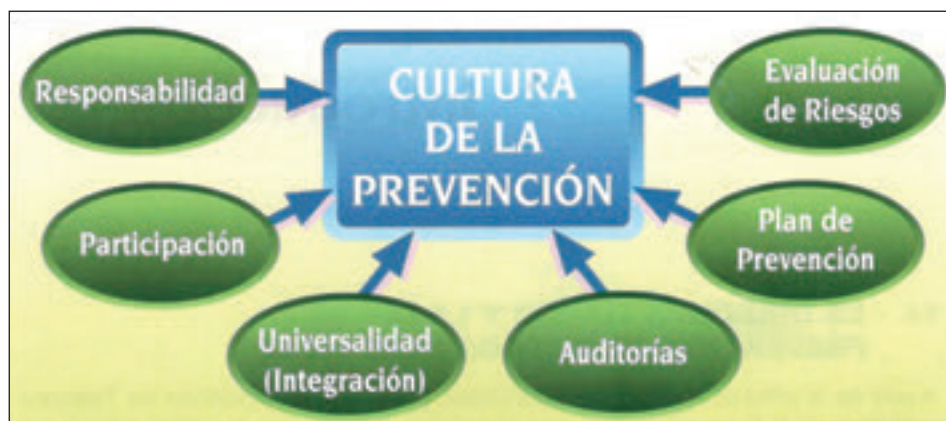 CULTURA
DE LA
PREVENCIÓN
Responsabilidad
Participación
Universalidad
(Integración)
Auditorías
Plan de
Prevención
Evaluación
de Riesgos